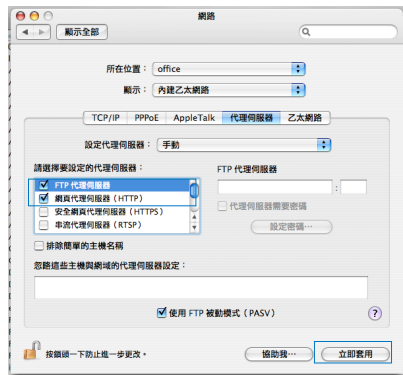 網路
顯示全部
所在位置： office
顯示： 內建乙太網路
TCP/IP PPPoE AppleTalk 代理伺服器 乙太網路
設定代理伺服器： 手動
請選擇要設定的代理伺服器： FTP 代理伺服器
FTP 代理伺服器 :
網頁代理伺服器（HTTP） 代理伺服器需要密碼
安全網頁代理伺服器（HTTPS）
串流代理伺服器（RTSP） 設定密碼…
排除簡單的主機名稱
忽略這些主機與網域的代理伺服器設定：
使用 FTP 被動模式（PASV） ?
按鎖頭一下防止進一步更改。 協助我… 立即套用